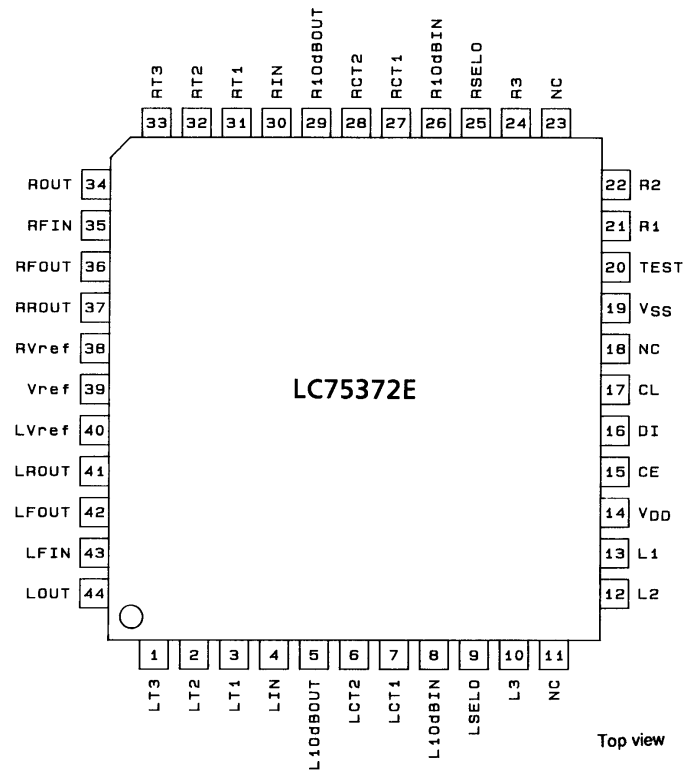 RT3 RT2 RT1 RIN R10dBOUT RCT2 RCT1 R10dBIN RSELO R3 NC
33 32 31 30 29 28 27 26 25 24 23
ROUT 34
RFIN 35
RFOUT 36
RROUT 37
RVref 38
Vref 39
LVref 40
LROUT 41
LFOUT 42
LFIN 43
LOUT 44
LC75372E
22 R2
21 R1
20 TEST
19 VSS
18 NC
17 CL
16 DI
15 CE
14 VDD
13 L1
12 L2
1 2 3 4 5 6 7 8 9 10 11
LT3 LT2 LT1 LIN L10dBOUT LCT2 LCT1 L10dBIN LSELO L3 NC
Top view